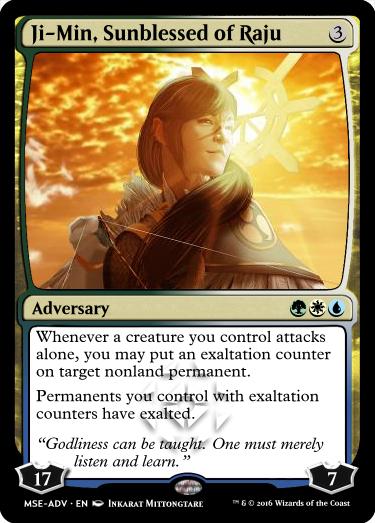 Ji-Min, Sunblessed of Raju 3
Adversary
Whenever a creature you control attacks
alone, you may put an exaltation counter
on target nonland permanent.
Permanents you control with exaltation
counters have exalted.
“Godliness can be taught. One must merely
listen and learn.”
17 7
MSE-ADV • EN Inkarat Mittongtare ™ & © 2016 Wizards of the Coast